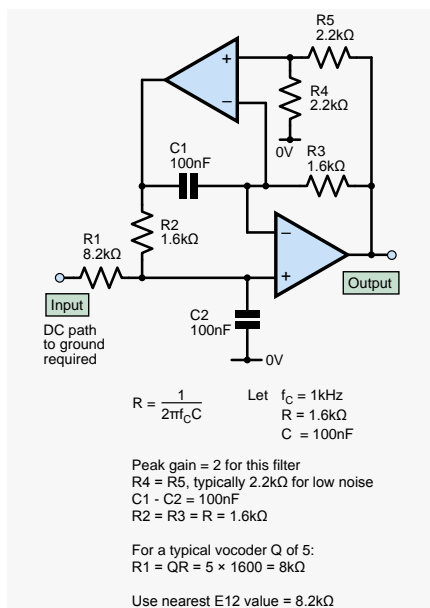 R5
2.2kΩ
+
R4
2.2kΩ
–
0V
C1
100nF
R3
1.6kΩ
R2
1.6kΩ
R1
8.2kΩ
–
+
Input
Output
DC path
to ground
required
C2
100nF
0V
R = 1 / 2πfCC
Let fC = 1kHz
R = 1.6kΩ
C = 100nF
Peak gain = 2 for this filter
R4 = R5, typically 2.2kΩ for low noise
C1 - C2 = 100nF
R2 = R3 = R = 1.6kΩ
For a typical vocoder Q of 5:
R1 = QR = 5 × 1600 = 8kΩ
Use nearest E12 value = 8.2kΩ